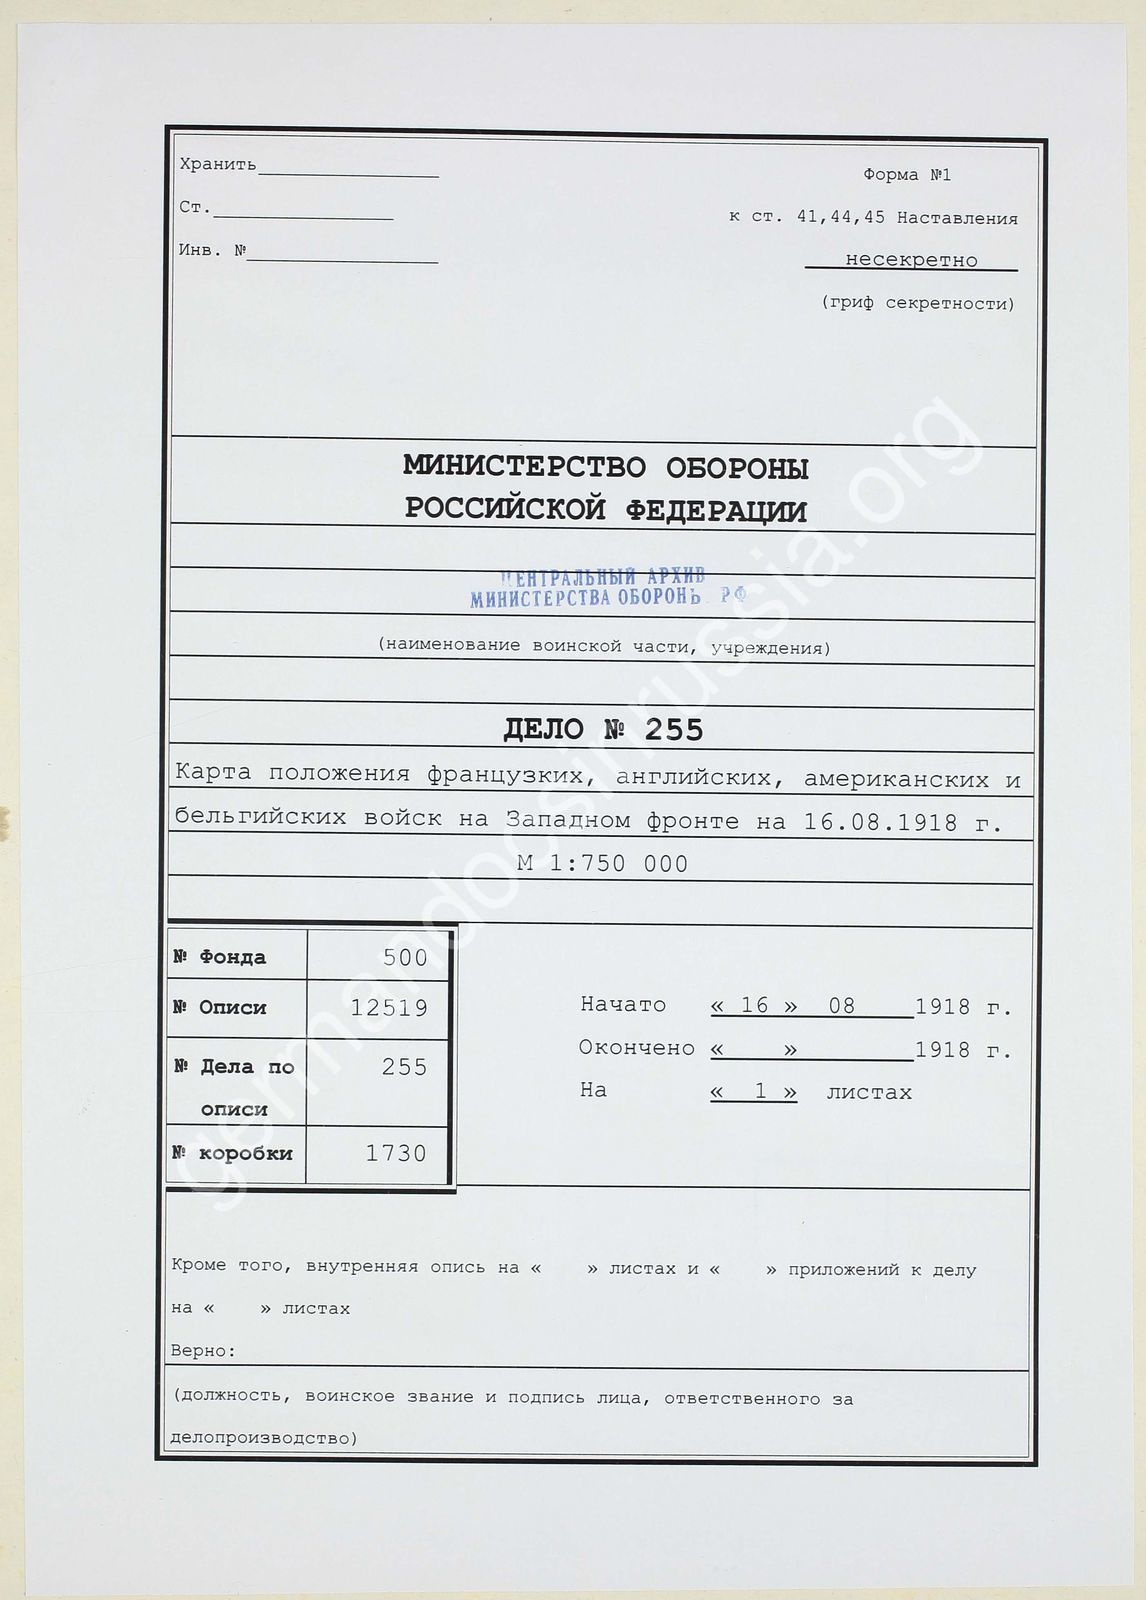 Хранить
Форма №1
Ст.
к ст. 41,44,45 Наставления
Инв. №
несекретно
(гриф секретности)
МИНИСТЕРСТВО ОБОРОНЫ
РОССИЙСКОЙ ФЕДЕРАЦИИ
ЦЕНТРАЛЬНЫЙ АРХИВ
МИНИСТЕРСТВА ОБОРОНЫ РФ
(наименование воинской части, учреждения)
ДЕЛО № 255
Карта положения французких, английских, американских и
бельгийских войск на Западном фронте на 16.08.1918 г.
М 1:750 000
№ Фонда 500
№ Описи 12519
№ Дела по описи 255
№ коробки 1730
Начато « 16 » 08 1918 г.
Окончено « » 1918 г.
На « 1 » листах
Кроме того, внутренняя опись на « » листах и « » приложений к делу
на « » листах
Верно:
(должность, воинское звание и подпись лица, ответственного за
делопроизводство)
germandocsinrussia.org